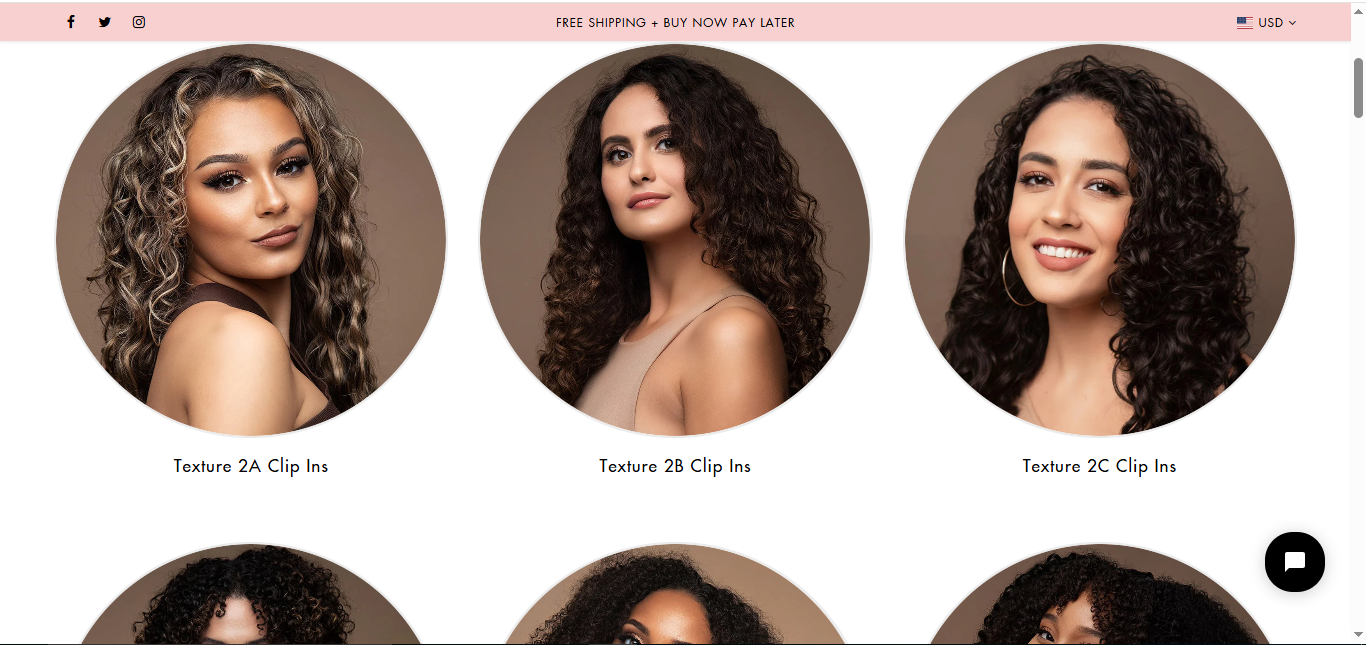 FREE SHIPPING + BUY NOW PAY LATER
USD
Texture 2A Clip Ins
Texture 2B Clip Ins
Texture 2C Clip Ins